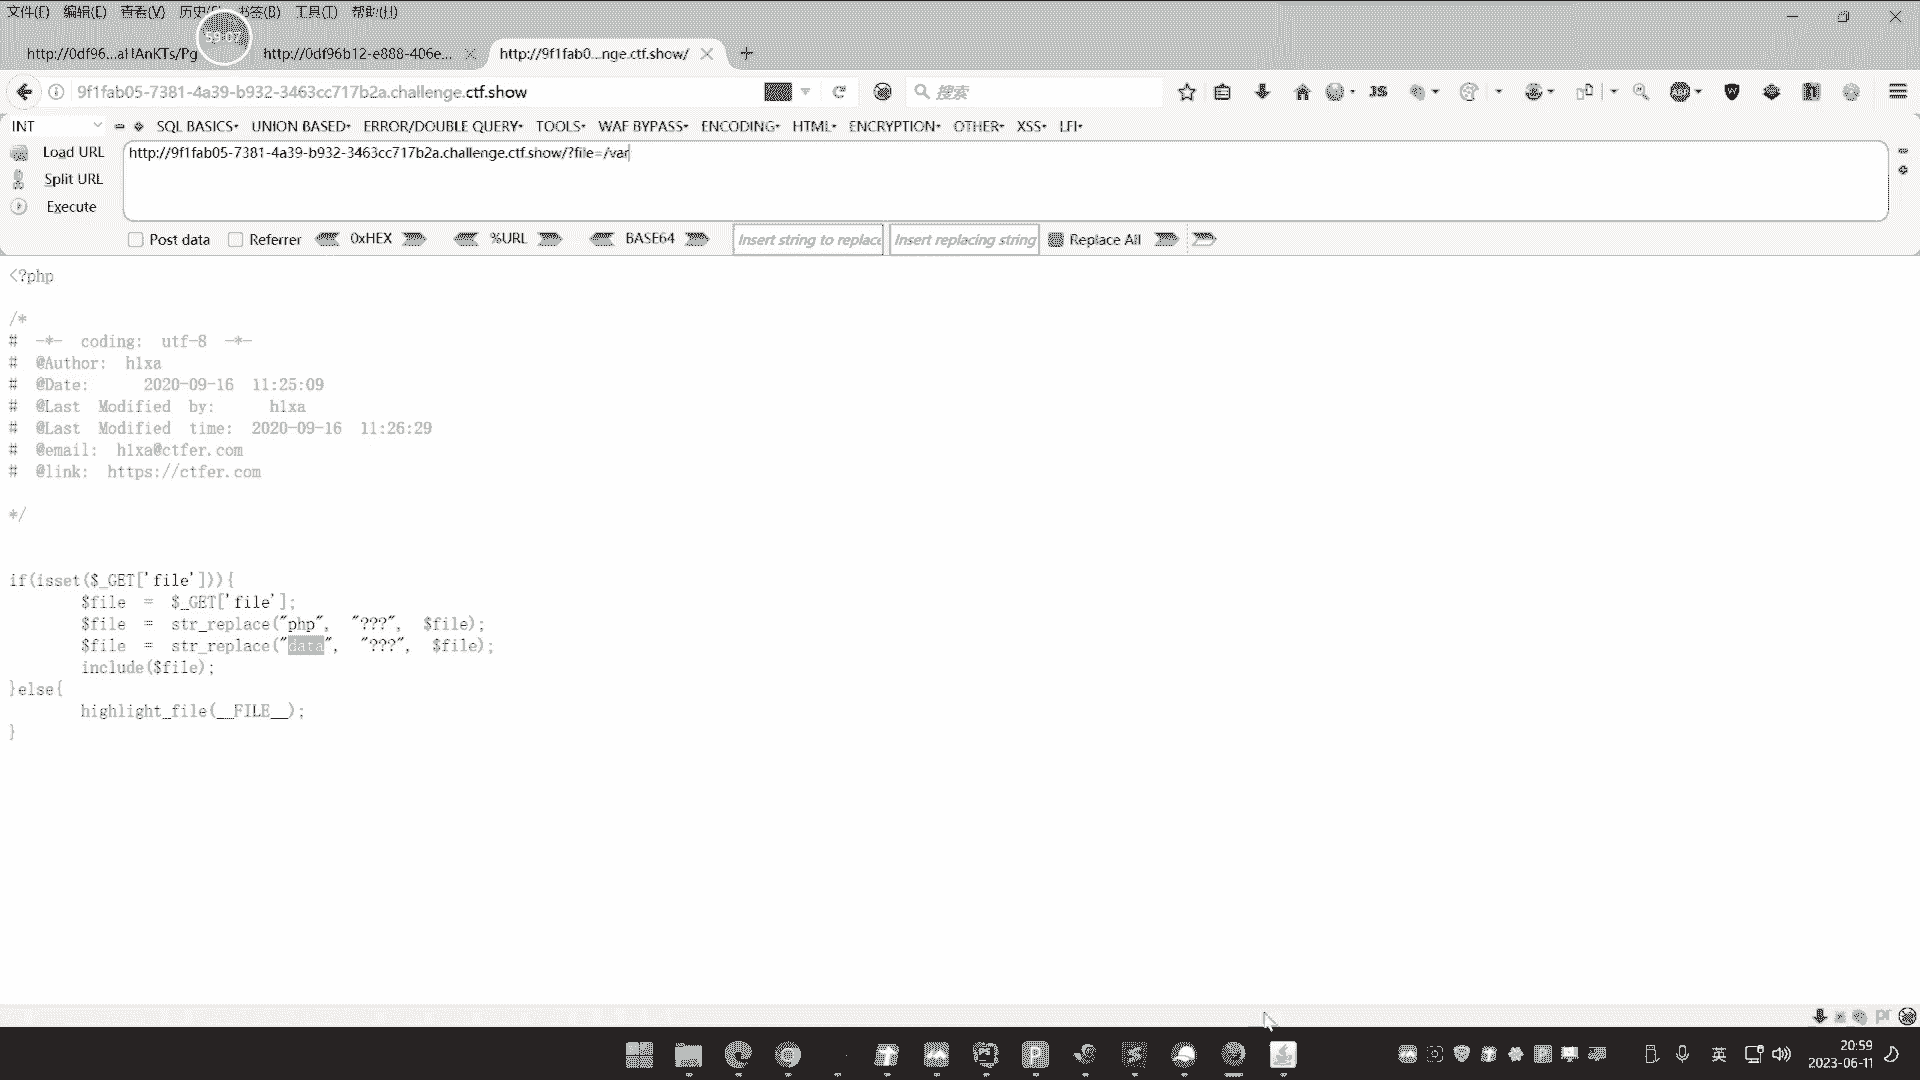 文件(F) 编辑(E) 查看(V) 历史(S) 书签(B) 工具(T) 帮助(H)
59:07
http://0df96...aHAnKTs/Pg http://0df96b12-e888-406e... http://9f1fab0...nge.ctf.show/
9f1fab05-7381-4a39-b932-3463cc717b2a.challenge.ctf.show 搜索 JS
INT SQL BASICS UNION BASED ERROR/DOUBLE QUERY TOOLS WAF BYPASS ENCODING HTML ENCRYPTION OTHER XSS LFI
Load URL http://9f1fab05-7381-4a39-b932-3463cc717b2a.challenge.ctf.show/?file=/var
Split URL
Execute
Post data Referrer 0xHEX %URL BASE64 Insert string to replace Insert replacing string Replace All
<?php
/*
# -*- coding: utf-8 -*-
# @Author: h1xa
# @Date: 2020-09-16 11:25:09
# @Last Modified by: h1xa
# @Last Modified time: 2020-09-16 11:26:29
# @email: h1xa@ctfer.com
# @link: https://ctfer.com
*/
if(isset($_GET['file'])){
$file = $_GET['file'];
$file = str_replace("php", "???", $file);
$file = str_replace("data", "???", $file);
include($file);
}else{
highlight_file(__FILE__);
}
英 20:59
2023-06-11